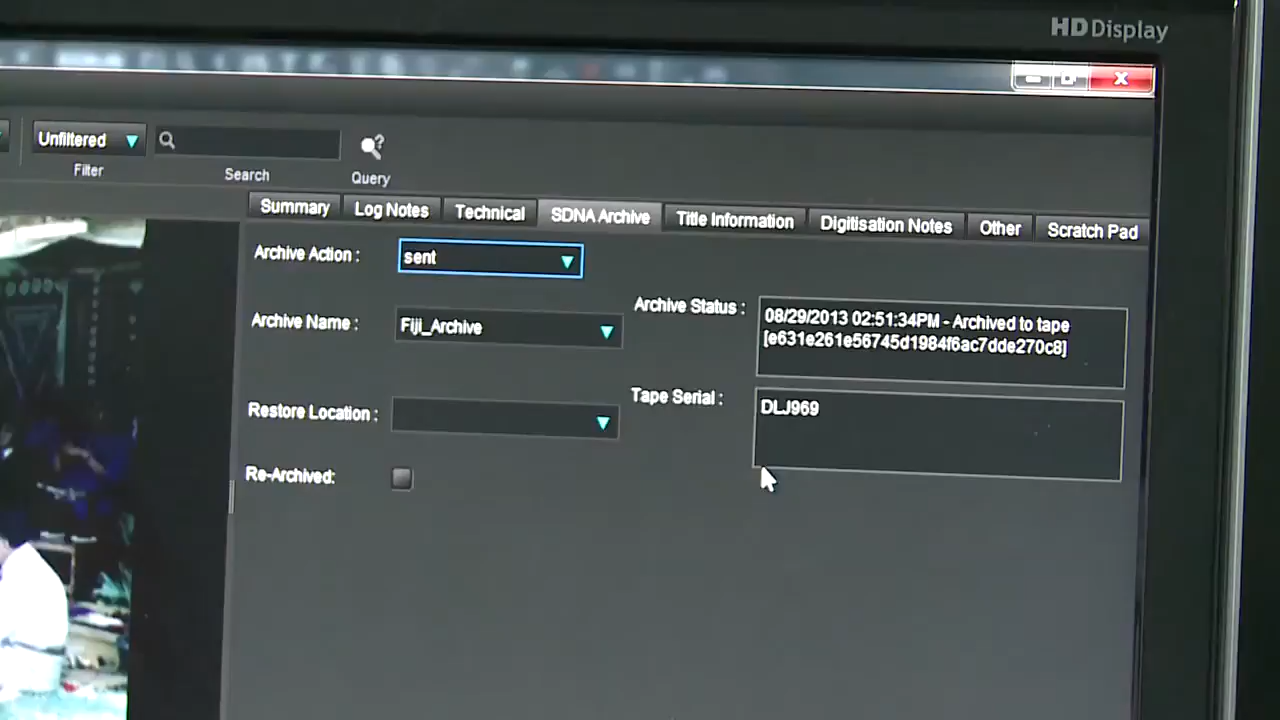 HD Display
Unfiltered
Filter
Search
Query
Summary
Log Notes
Technical
SDNA Archive
Title Information
Digitisation Notes
Other
Scratch Pad
Archive Action :
sent
Archive Name :
Fiji_Archive
Restore Location :
Re-Archived:
Archive Status :
08/29/2013 02:51:34PM - Archived to tape
[e631e261e56745d1984f6ac7dde270c8]
Tape Serial :
DLJ969